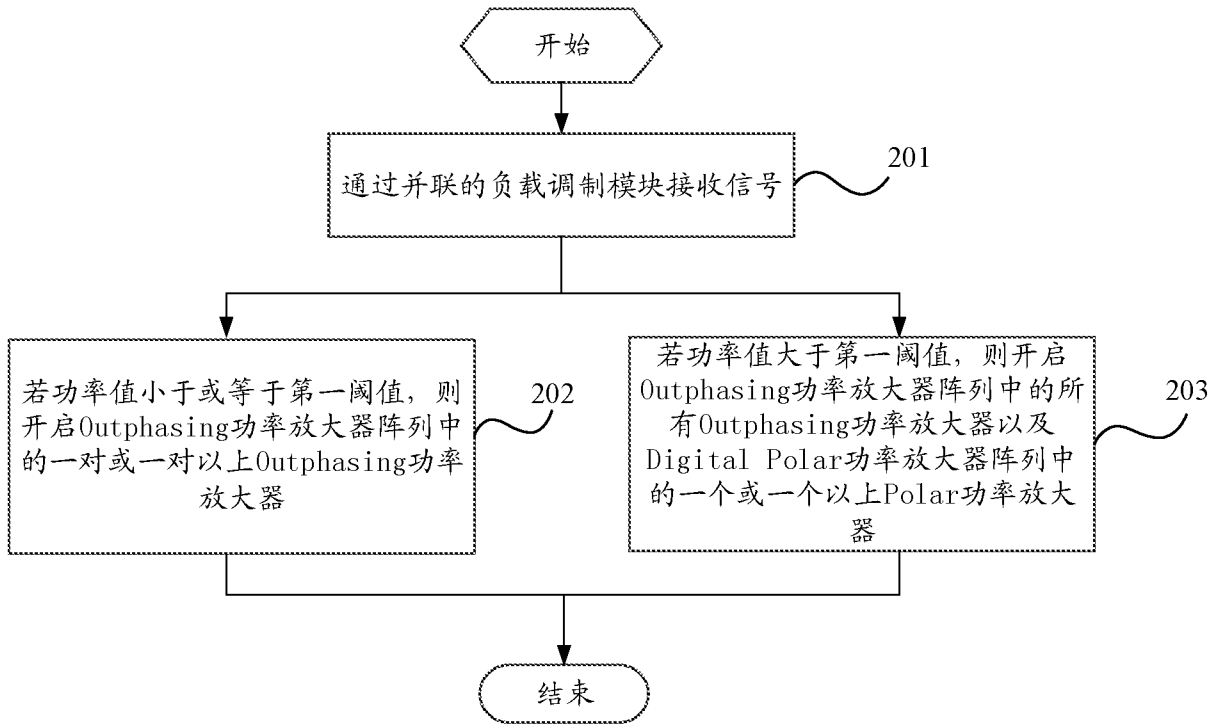 开始
通过并联的负载调制模块接收信号
201
若功率值小于或等于第一阈值，则
开启Outphasing功率放大器阵列中
的一对或一对以上Outphasing功率
放大器
202
若功率值大于第一阈值，则开启
Outphasing功率放大器阵列中的所
有Outphasing功率放大器以及
Digital Polar功率放大器阵列中
的一个或一个以上Polar功率放大
器
203
结束